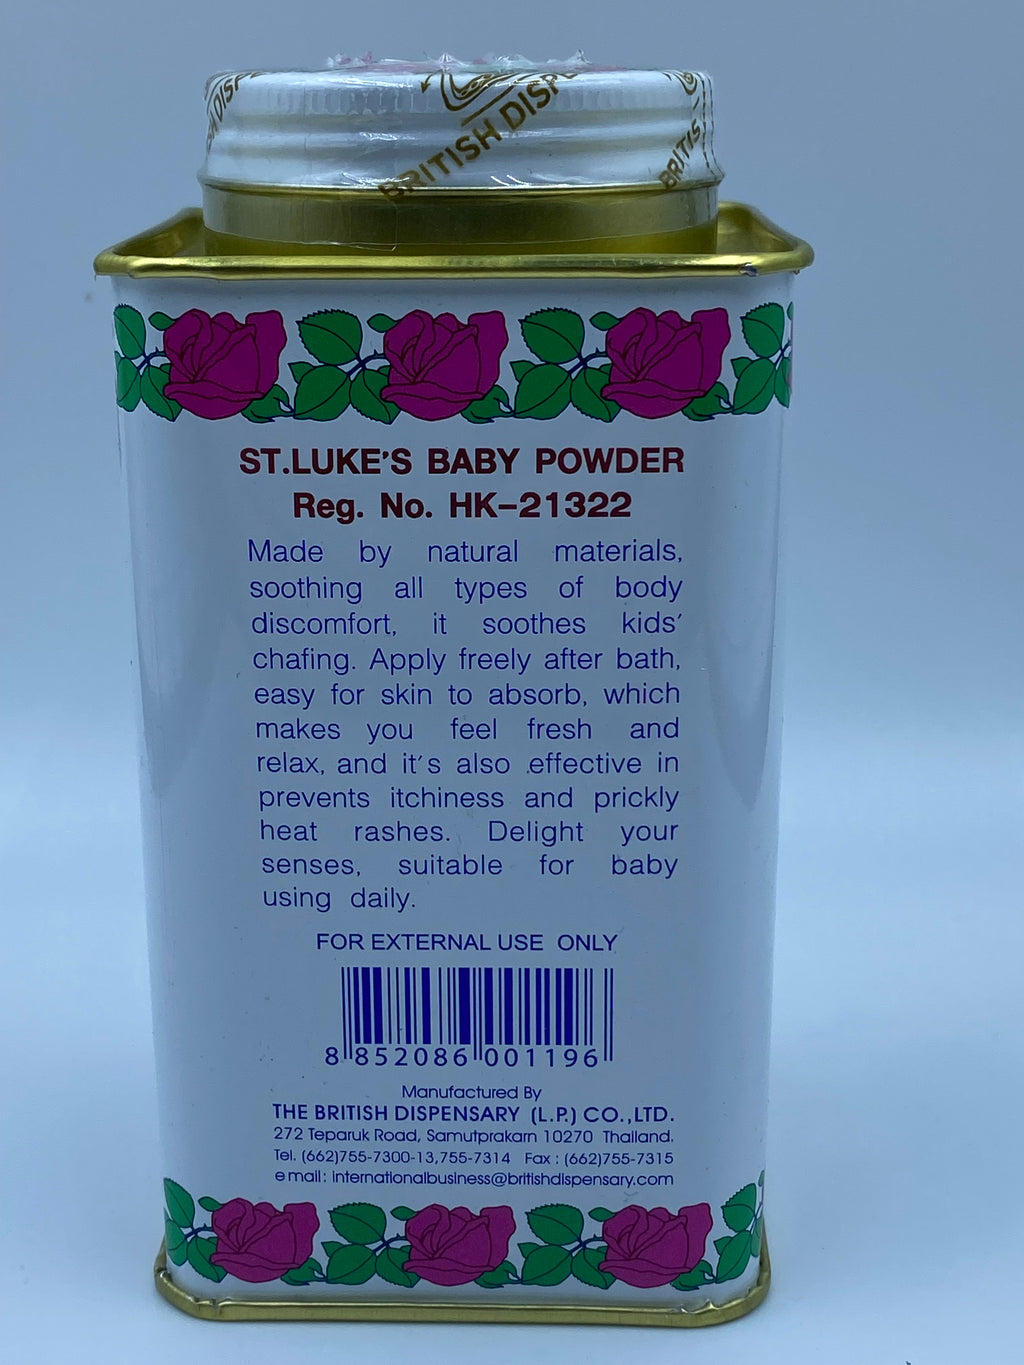 BRITISH DISP
BRITIS
ST.LUKE'S BABY POWDER
Reg. No. HK-21322
Made by natural materials,
soothing all types of body
discomfort, it soothes kids'
chafing. Apply freely after bath,
easy for skin to absorb, which
makes you feel fresh and
relax, and it's also .effective in
prevents itchiness and prickly
heat rashes. Delight your
senses, suitable for baby
using daily.
FOR EXTERNAL USE ONLY
8 852086 001196
Manufactured By
THE BRITISH DISPENSARY (L.P.) CO.,LTD.
272 Teparuk Road, Samutprakarn 10270 Thailand.
Tel. (662)755-7300-13,755-7314 Fax : (662)755-7315
email: internationalbusiness@britishdispensary.com